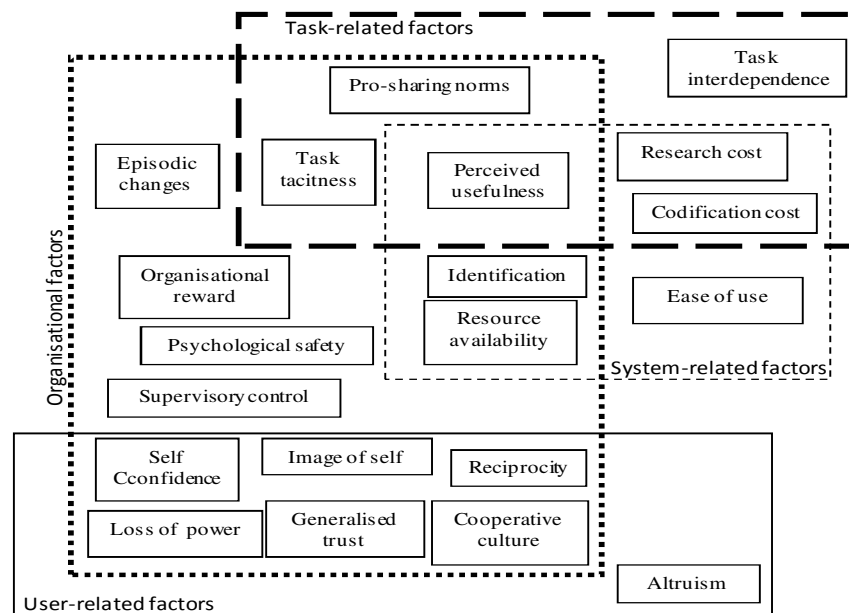 Task-related factors
Task
interdependence
Pro-sharing norms
Episodic
changes
Task
tacitness
Perceived
usefulness
Research cost
Codification cost
Organisational factors
Organisational
reward
Identification
Ease of use
Resource
availability
Psychological safety
System-related factors
Supervisory control
Self
Cconfidence
Image of self
Reciprocity
Loss of power
Generalised
trust
Cooperative
culture
Altruism
User-related factors